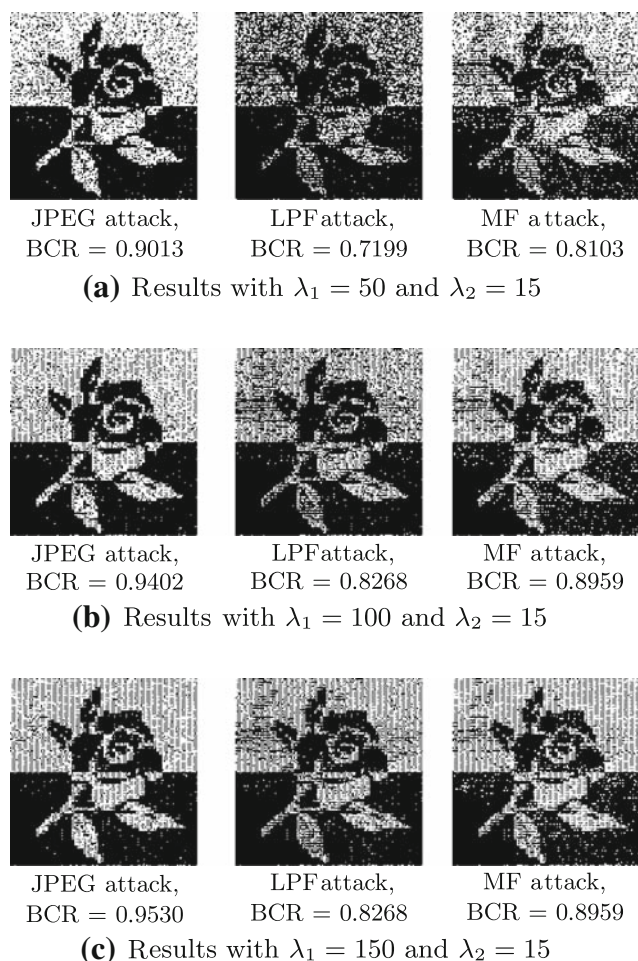 JPEG attack, LPFattack, MF attack,
BCR = 0.9013 BCR = 0.7199 BCR = 0.8103
(a) Results with λ₁ = 50 and λ₂ = 15
JPEG attack, LPFattack, MF attack,
BCR = 0.9402 BCR = 0.8268 BCR = 0.8959
(b) Results with λ₁ = 100 and λ₂ = 15
JPEG attack, LPFattack, MF attack,
BCR = 0.9530 BCR = 0.8268 BCR = 0.8959
(c) Results with λ₁ = 150 and λ₂ = 15